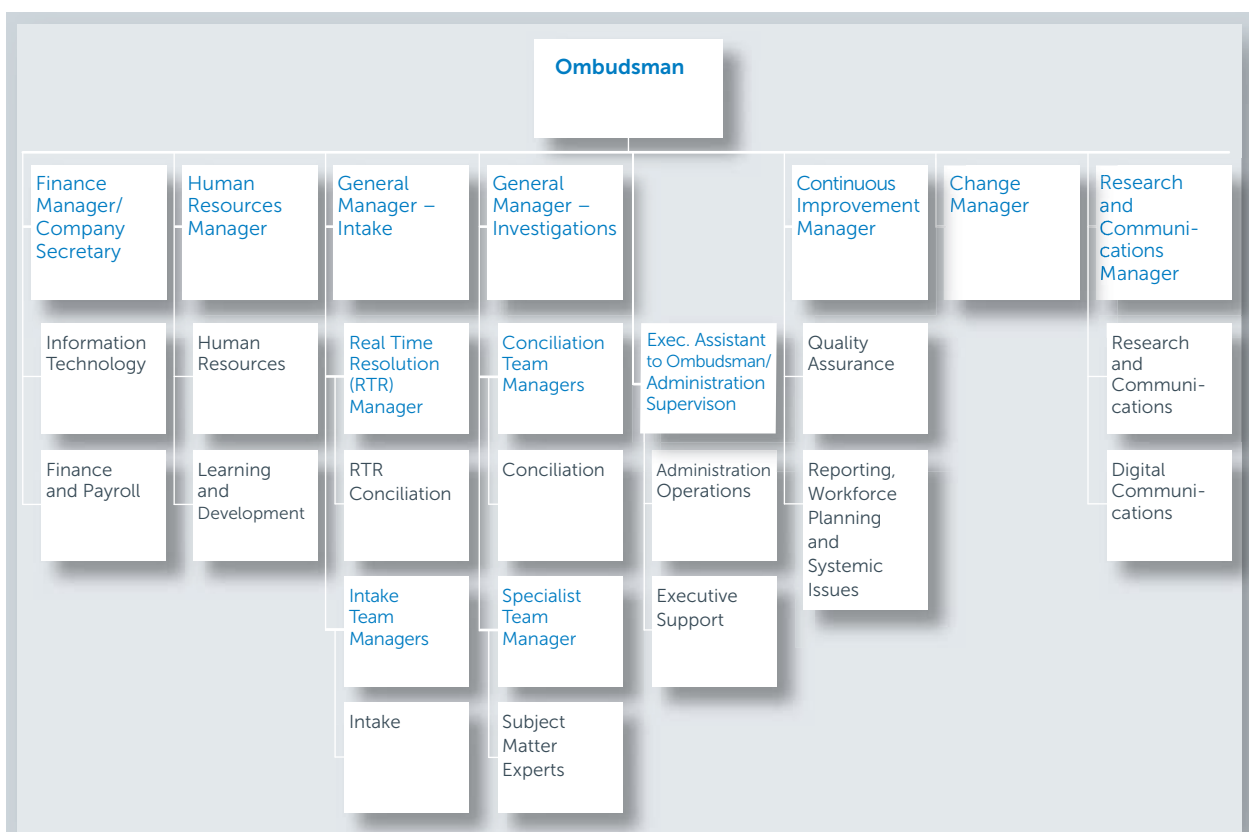 Ombudsman
Finance
Manager/
Company
Secretary
Human
Resources
Manager
General
Manager –
Intake
General
Manager –
Investigations
Continuous
Improvement
Manager
Change
Manager
Research
and
Communi-
cations
Manager
Information
Technology
Human
Resources
Real Time
Resolution
(RTR)
Manager
Conciliation
Team
Managers
Exec. Assistant
to Ombudsman/
Administration
Supervison
Quality
Assurance
Research
and
Communi-
cations
Finance
and Payroll
Learning
and
Development
RTR
Conciliation
Conciliation
Administration
Operations
Reporting,
Workforce
Planning
and
Systemic
Issues
Digital
Communi-
cations
Intake
Team
Managers
Specialist
Team
Manager
Executive
Support
Intake
Subject
Matter
Experts